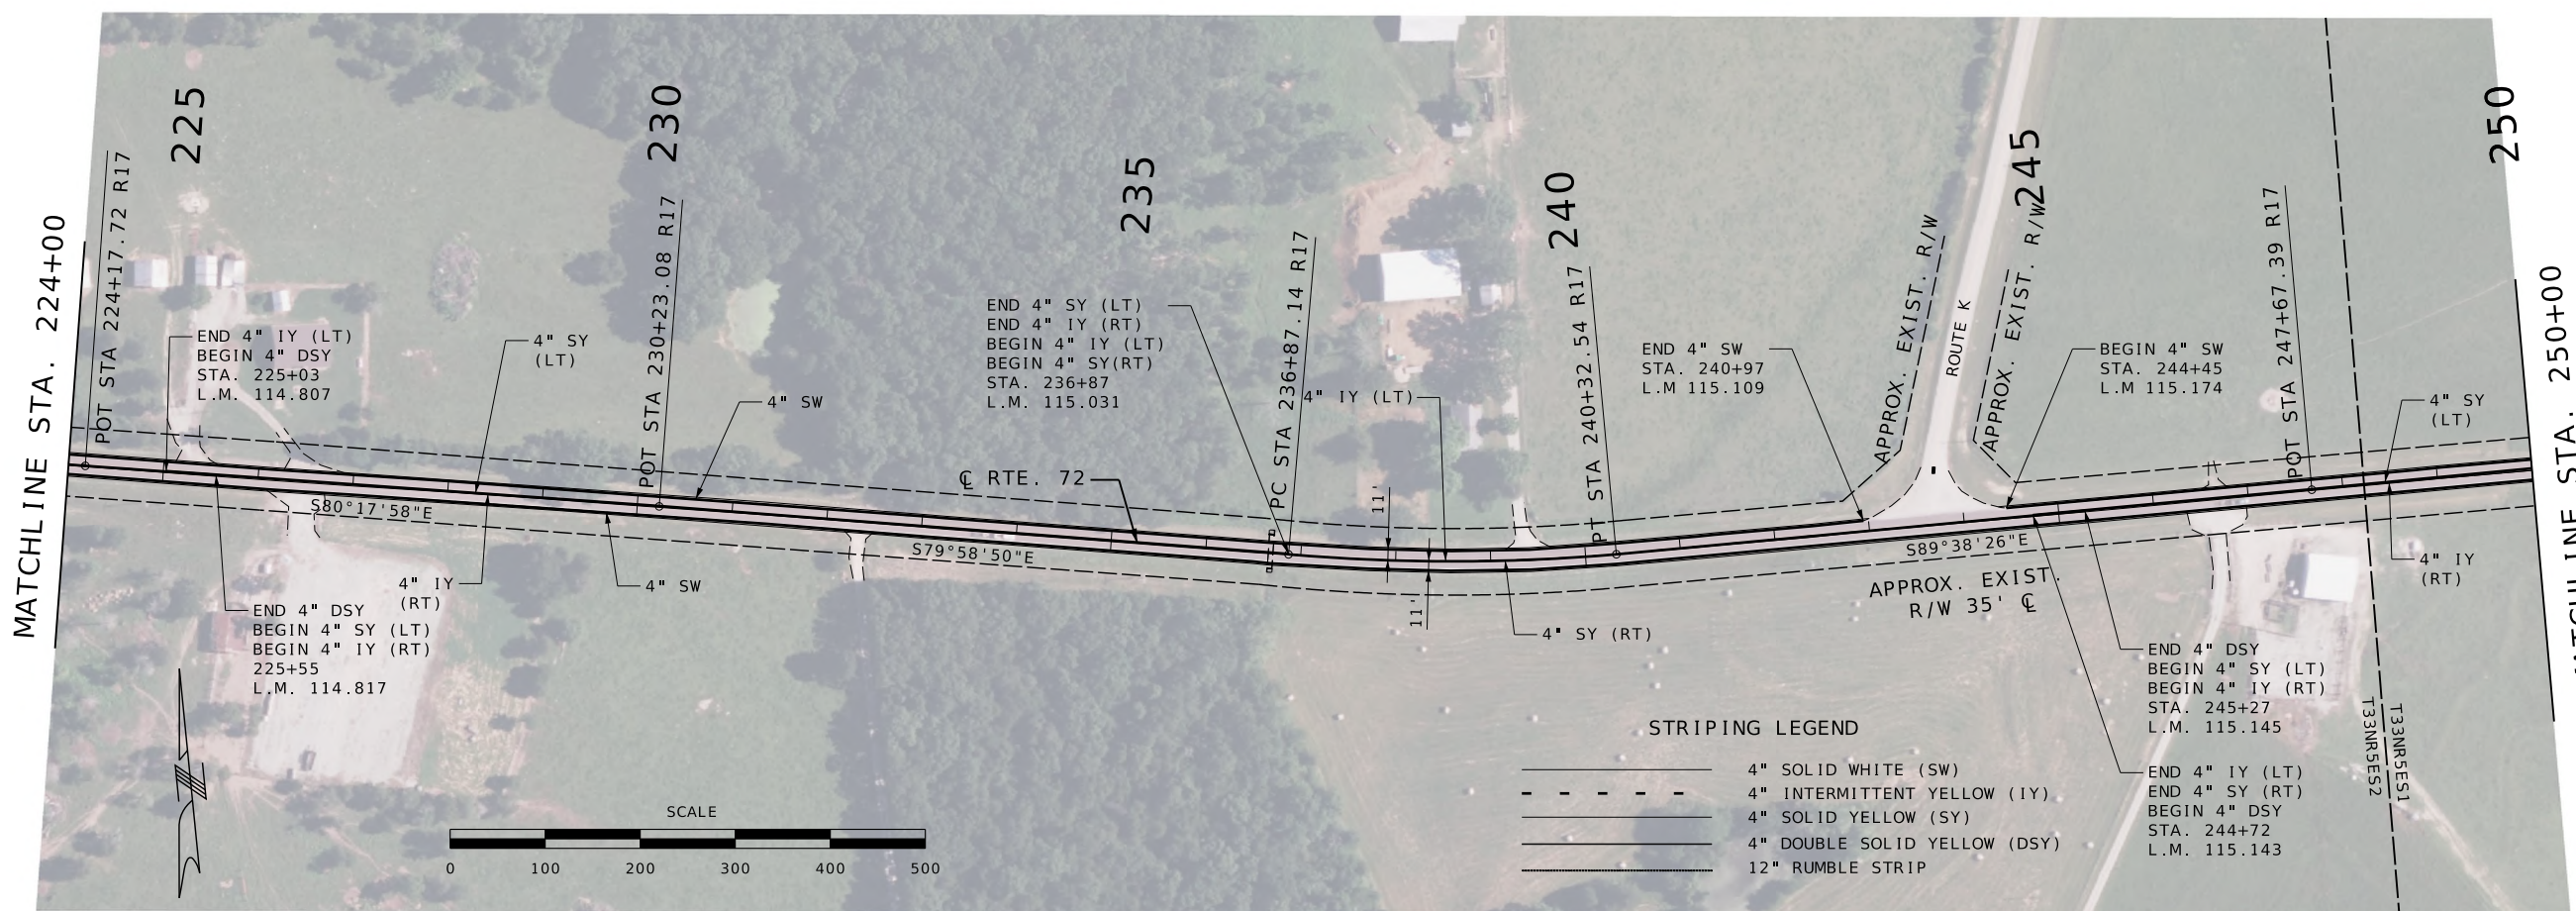 225
230
235
240
245
250
MATCHLINE STA. 224+00
POT STA 224+17.72 R17
END 4" IY (LT)
BEGIN 4" DSY
STA. 225+03
L.M. 114.807
4" SY
(LT)
POT STA 230+23.08 R17
4" SW
END 4" SY (LT)
END 4" IY (RT)
BEGIN 4" IY (LT)
BEGIN 4" SY(RT)
STA. 236+87
L.M. 115.031
PC STA 236+87.14 R17
4" IY (LT)
PT STA 240+32.54 R17
END 4" SW
STA. 240+97
L.M 115.109
APPROX. EXIST. R/W
ROUTE K
APPROX. EXIST. R/W
BEGIN 4" SW
STA. 244+45
L.M 115.174
POT STA 247+67.39 R17
4" SY
(LT)
MATCHLINE STA. 250+00
℄ RTE. 72
11'
11'
S80°17'58"E
S79°58'50"E
S89°38'26"E
4" IY
(RT)
4" SW
4" SY (RT)
APPROX. EXIST.
R/W 35' ℄
4" IY
(RT)
END 4" DSY
BEGIN 4" SY (LT)
BEGIN 4" IY (RT)
225+55
L.M. 114.817
END 4" DSY
BEGIN 4" SY (LT)
BEGIN 4" IY (RT)
STA. 245+27
L.M. 115.145
END 4" IY (LT)
END 4" SY (RT)
BEGIN 4" DSY
STA. 244+72
L.M. 115.143
T33NR5ES2
T33NR5ES1
SCALE
0 100 200 300 400 500
STRIPING LEGEND
4" SOLID WHITE (SW)
4" INTERMITTENT YELLOW (IY)
4" SOLID YELLOW (SY)
4" DOUBLE SOLID YELLOW (DSY)
12" RUMBLE STRIP